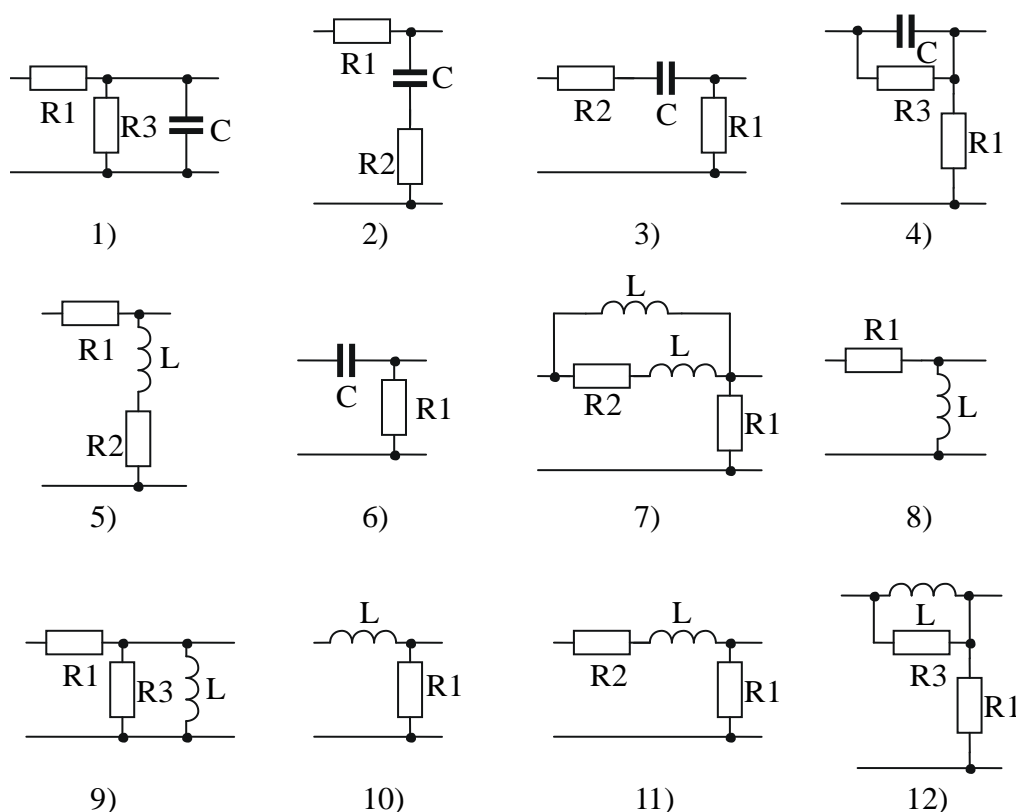 R1 R3 C
1)
R1 C
R2
2)
R2 C R1
3)
C
R3
R1
4)
R1 L
R2
5)
C R1
6)
L
L
R2
R1
7)
R1
L
8)
R1 R3 L
9)
L
R1
10)
L
R2 R1
11)
L
R3
R1
12)